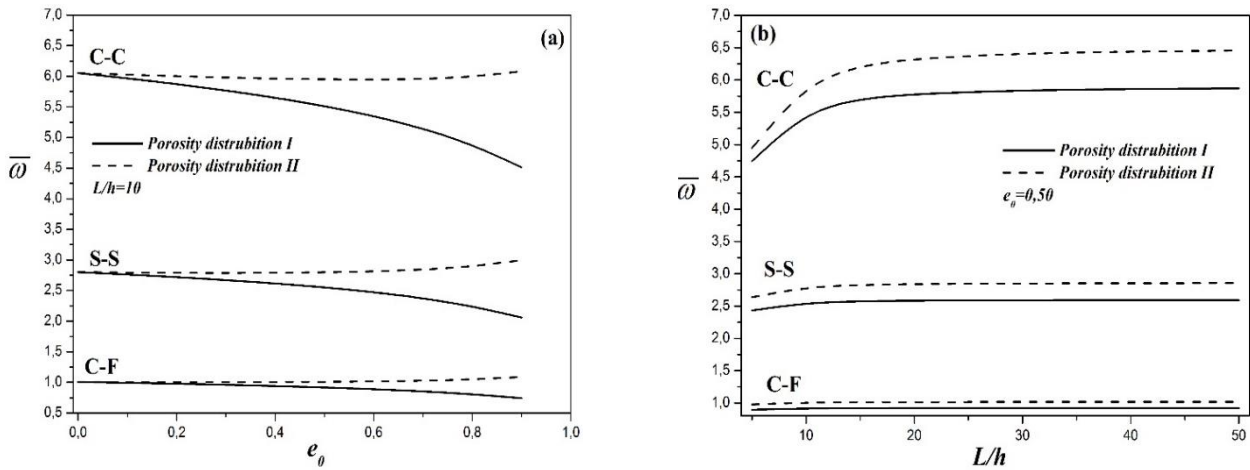 7,0
6,5
6,0
5,5
5,0
4,5
4,0
3,5
3,0
2,5
2,0
1,5
1,0
0,5
ω̅
(a)
C-C
Porosity distrubition I
Porosity distrubition II
L/h=10
S-S
C-F
0,0 0,2 0,4 0,6 0,8 1,0
e₀
7,0
6,5
6,0
5,5
5,0
4,5
4,0
3,5
3,0
2,5
2,0
1,5
1,0
ω̅
(b)
C-C
Porosity distrubition I
Porosity distrubition II
e₀=0,50
S-S
C-F
10 20 30 40 50
L/h